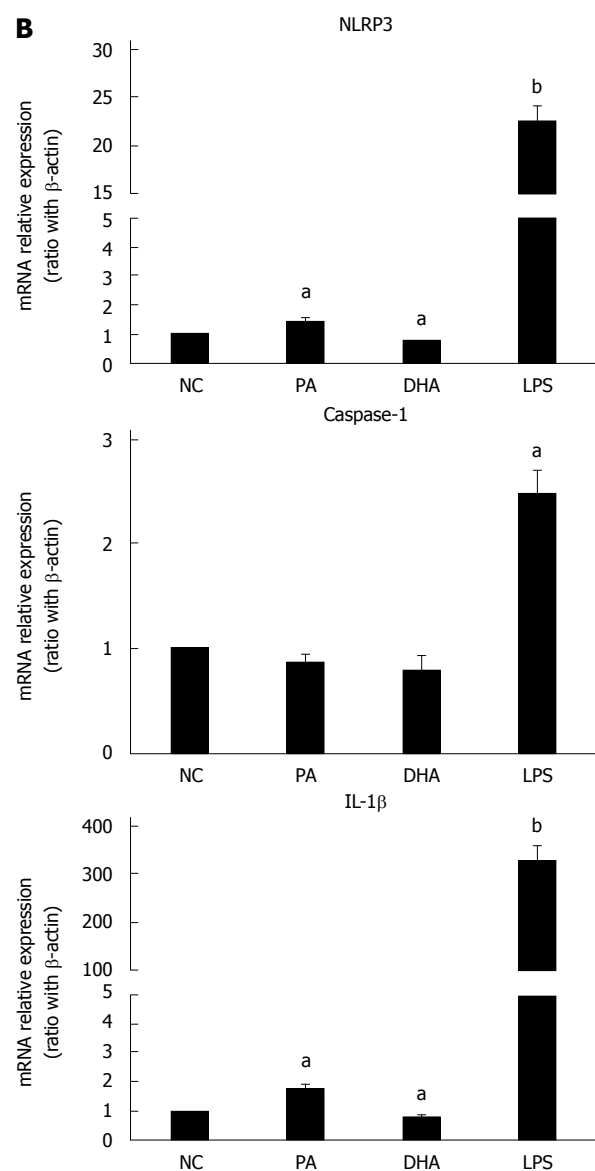 B
NLRP3
mRNA relative expression
(ratio with β-actin)
30
25
20
15
5
4
3
2
1
0
a
a
b
NC PA DHA LPS
Caspase-1
mRNA relative expression
(ratio with β-actin)
3
2
1
0
a
NC PA DHA LPS
IL-1β
mRNA relative expression
(ratio with β-actin)
400
300
200
100
5
4
3
2
1
0
a
a
b
NC PA DHA LPS